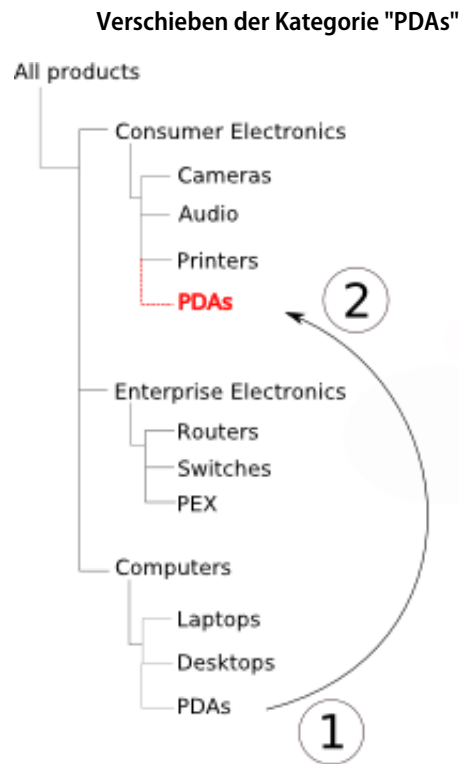 Verschieben der Kategorie "PDAs"
All products
Consumer Electronics
Cameras
Audio
Printers
PDAs
2
Enterprise Electronics
Routers
Switches
PEX
Computers
Laptops
Desktops
PDAs
1